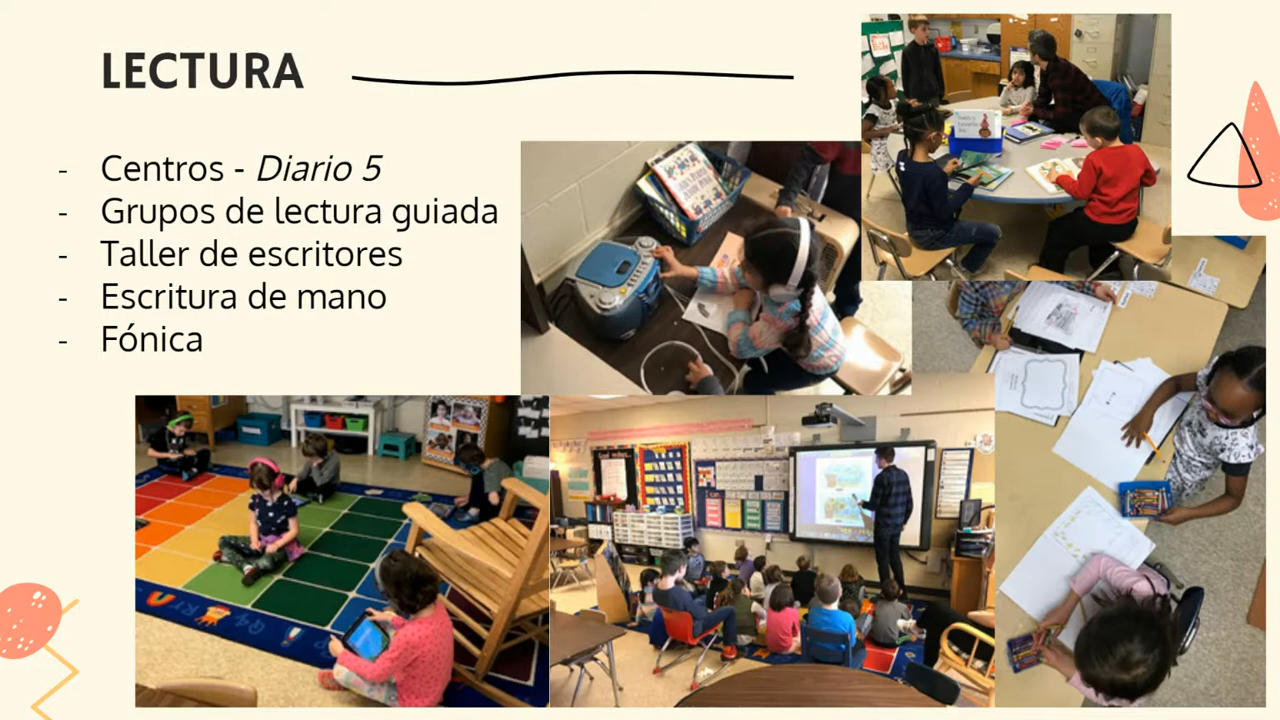 LECTURA
- Centros - Diario 5
- Grupos de lectura guiada
- Taller de escritores
- Escritura de mano
- Fónica